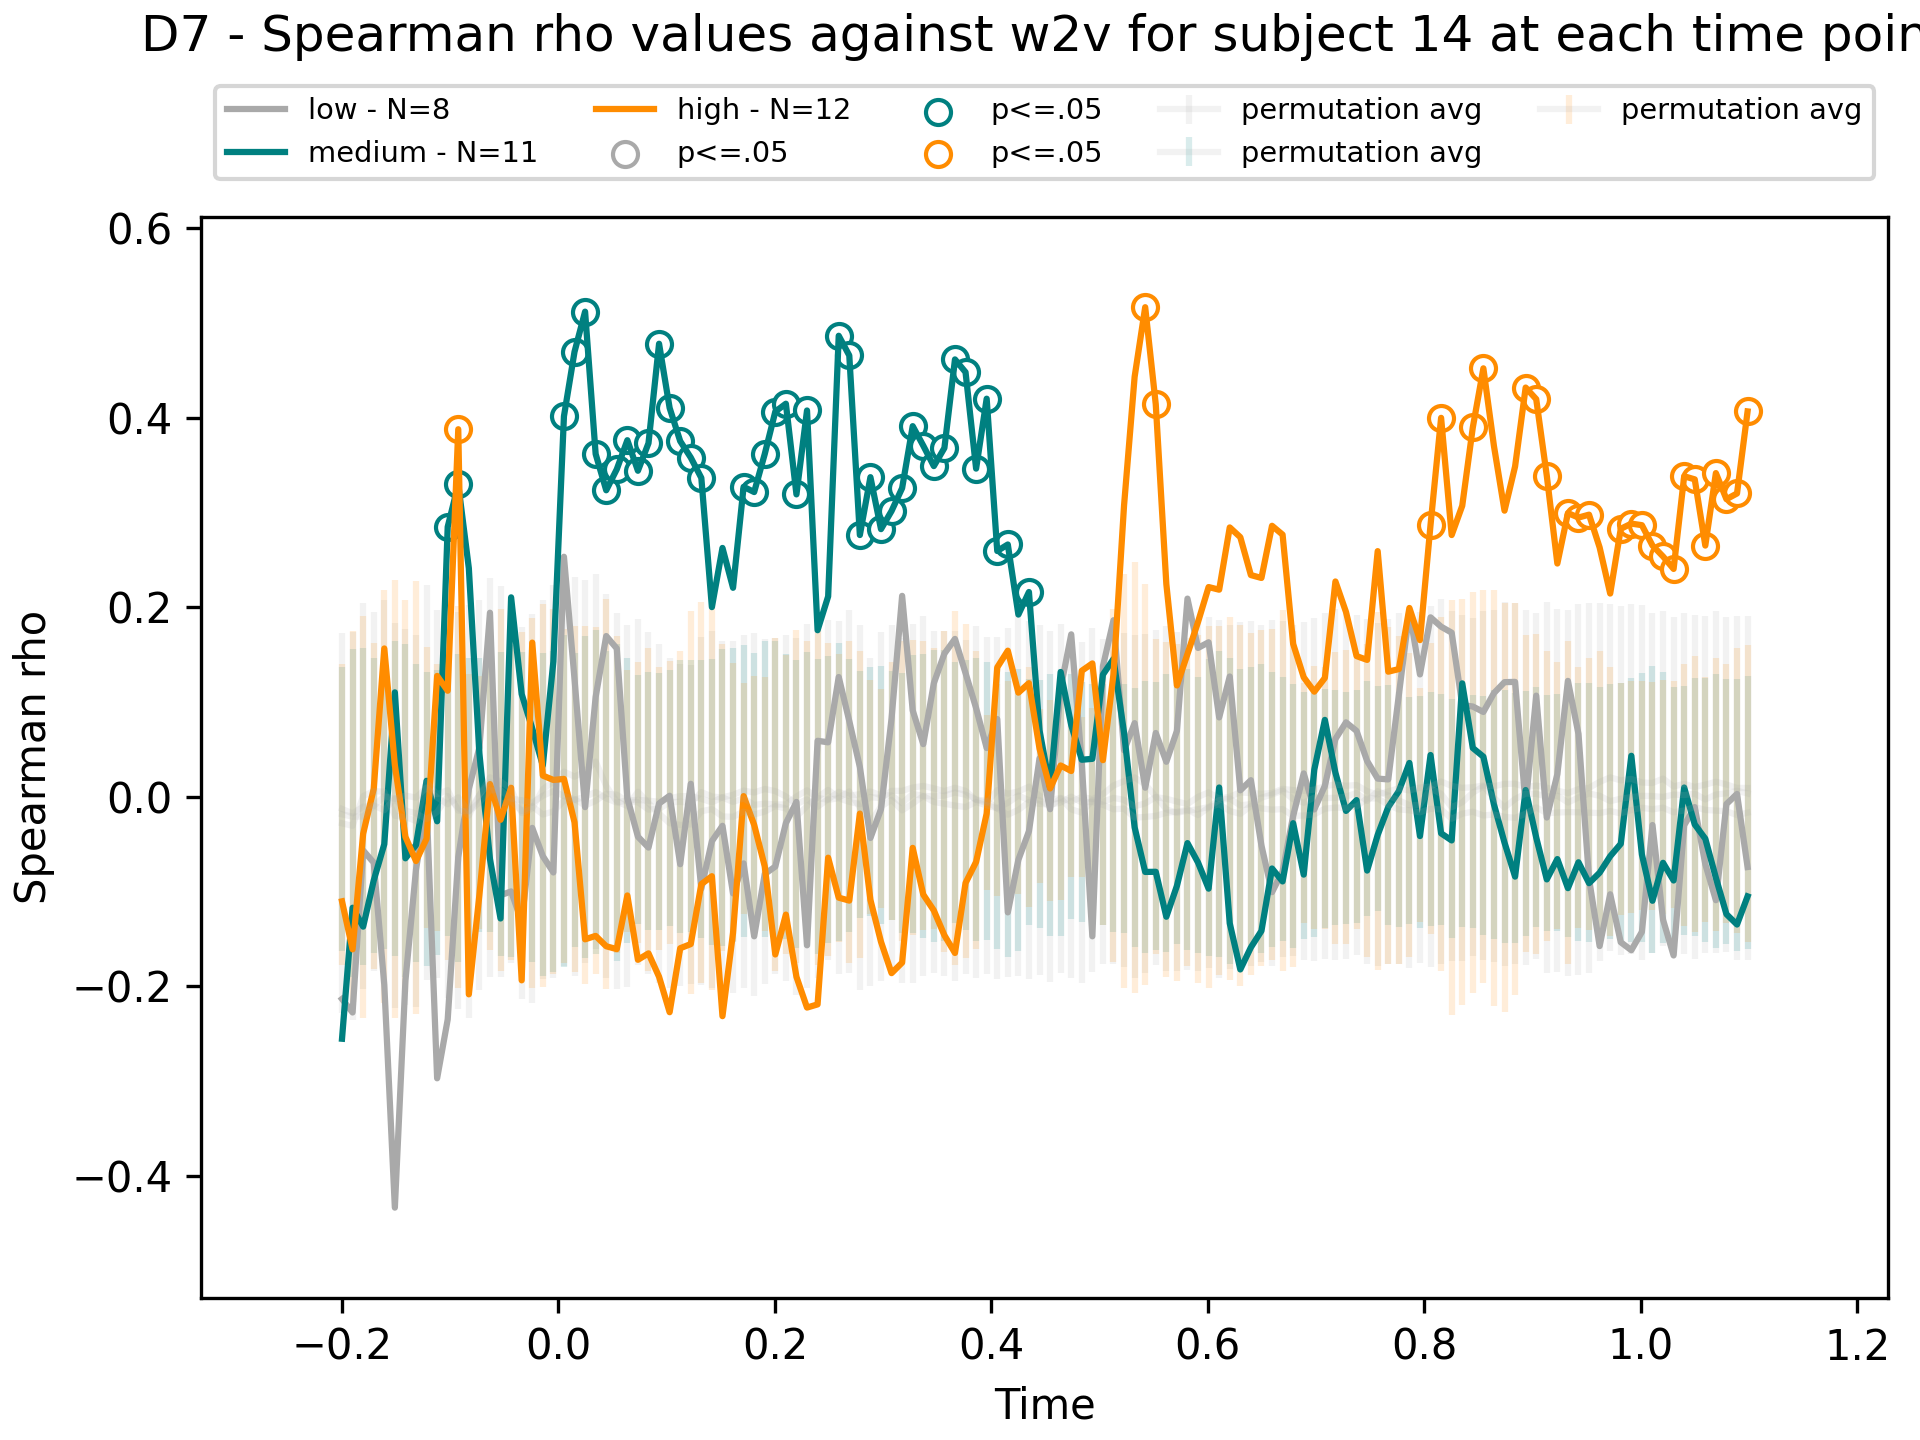 D7 - Spearman rho values against w2v for subject 14 at each time poin
low - N=8
medium - N=11
high - N=12
p<=.05
p<=.05
p<=.05
permutation avg
permutation avg
permutation avg
Spearman rho
0.6
0.4
0.2
0.0
−0.2
−0.4
−0.2 0.0 0.2 0.4 0.6 0.8 1.0 1.2
Time